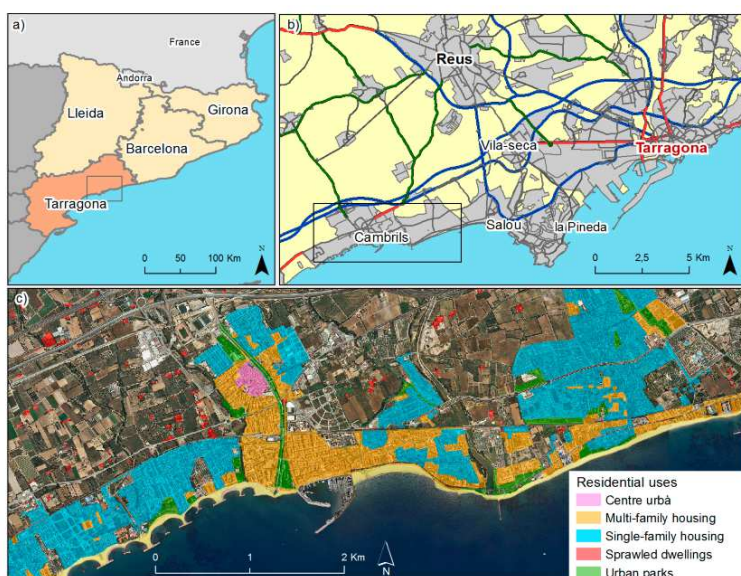 a)
France
Andorra
Lleida
Girona
Barcelona
Tarragona
0 50 100 Km
N
b)
Reus
Vila-seca
Tarragona
Salou
la Pineda
Cambrils
0 2,5 5 Km
N
c)
0 1 2 Km
N
Residential uses
Centre urbà
Multi-family housing
Single-family housing
Sprawled dwellings
Urban parks